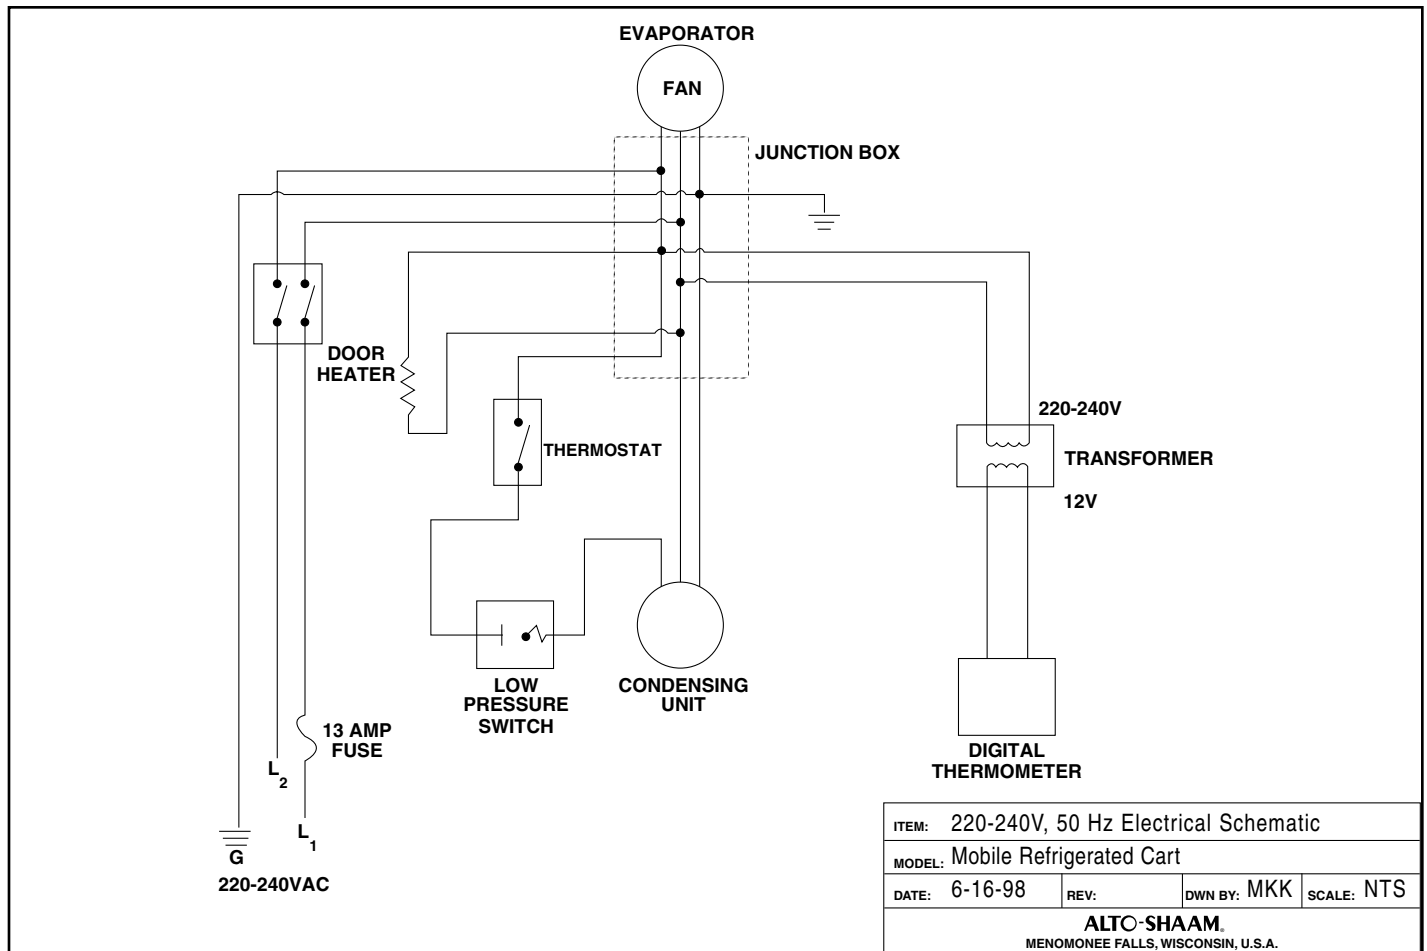 EVAPORATOR
FAN
JUNCTION BOX
DOOR
HEATER
THERMOSTAT
220-240V
TRANSFORMER
12V
LOW
PRESSURE
SWITCH
CONDENSING
UNIT
13 AMP
FUSE
L2
L1
G
220-240VAC
DIGITAL
THERMOMETER
ITEM: 220-240V, 50 Hz Electrical Schematic
MODEL: Mobile Refrigerated Cart
DATE: 6-16-98 REV: DWN BY: MKK SCALE: NTS
ALTO-SHAAM®
MENOMONEE FALLS, WISCONSIN, U.S.A.